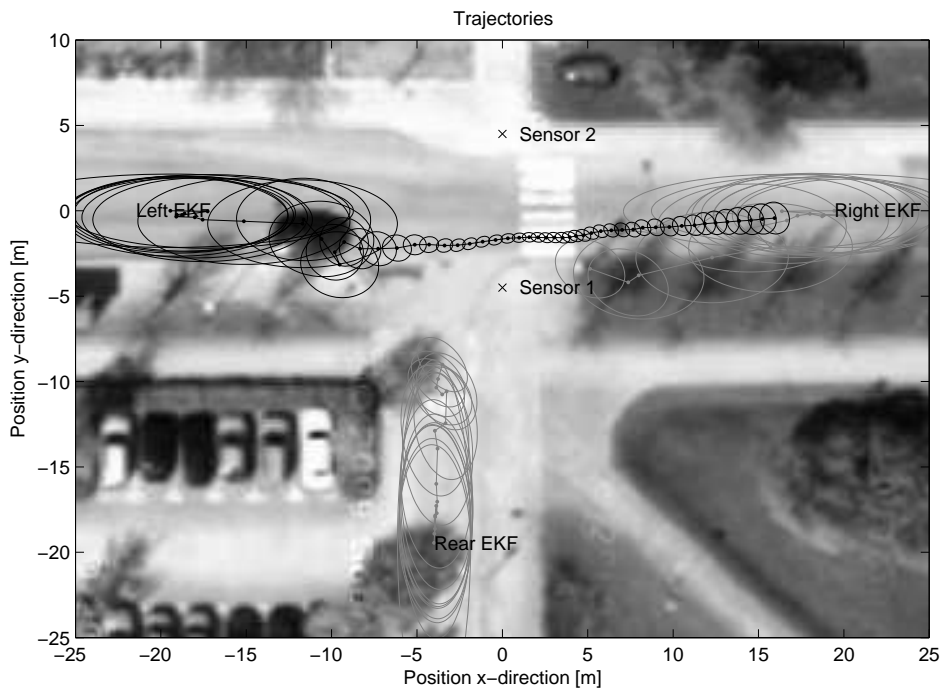 Trajectories
10
5
0
−5
−10
−15
−20
−25
Position y−direction [m]
Sensor 2
Left EKF
Right EKF
Sensor 1
Rear EKF
−25 −20 −15 −10 −5 0 5 10 15 20 25
Position x−direction [m]